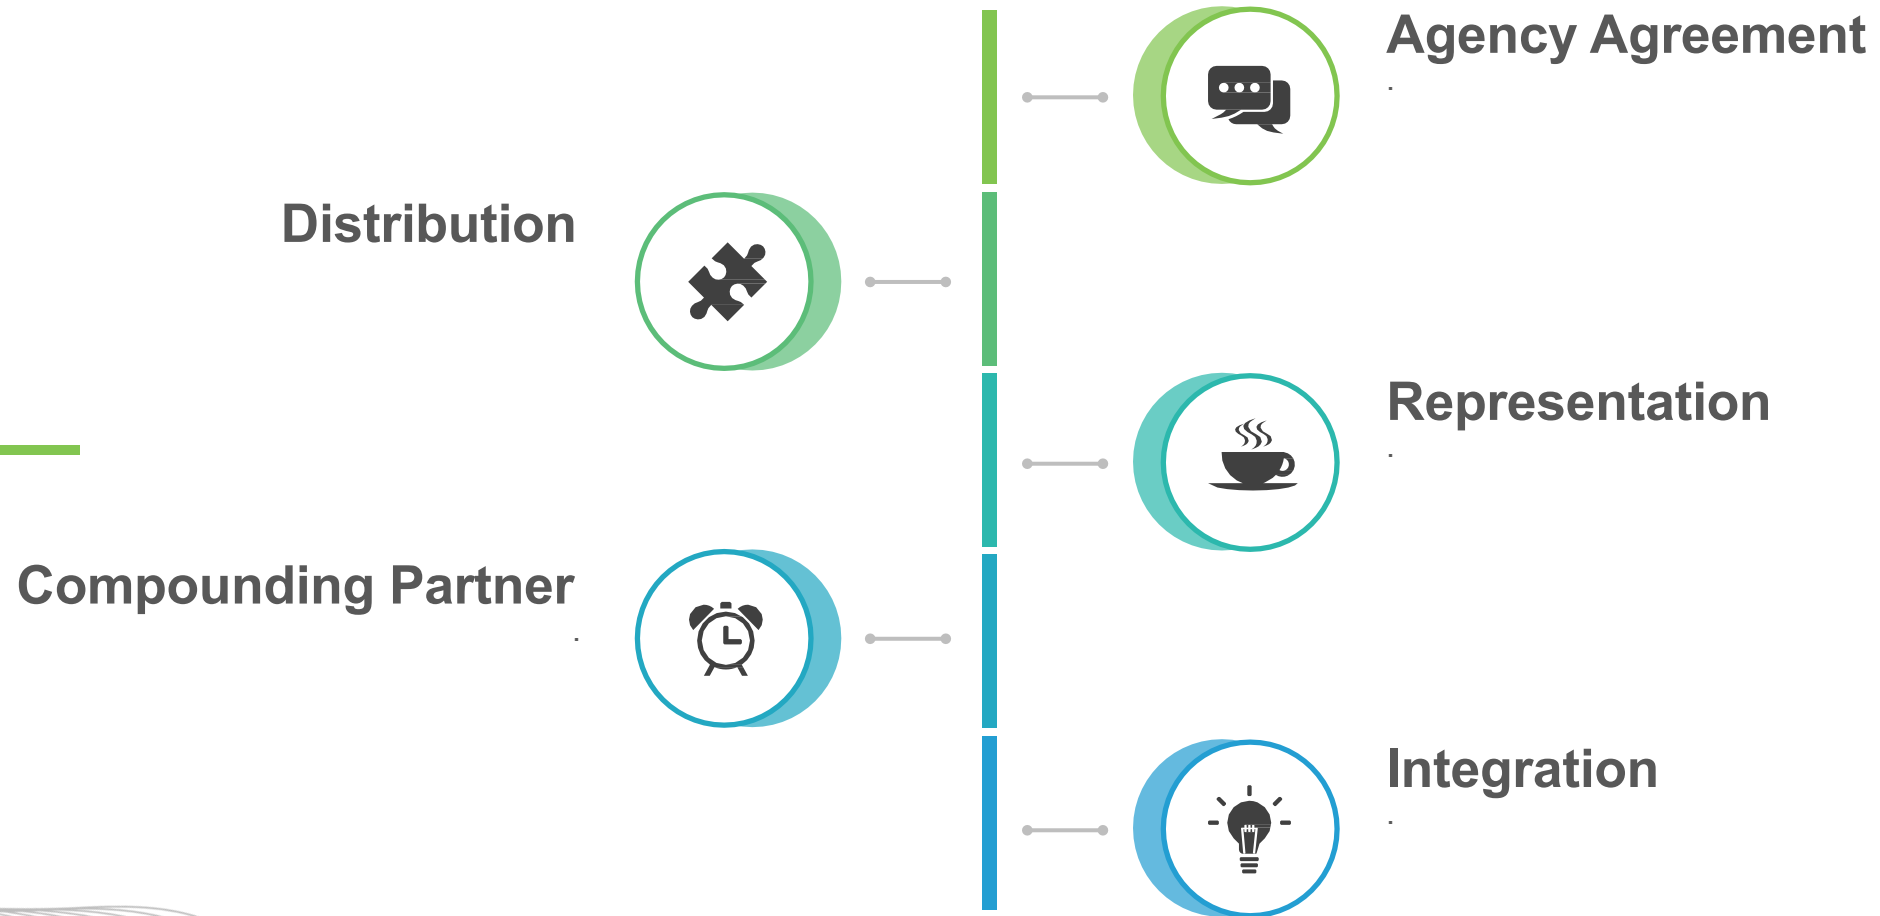 Agency Agreement
.
Distribution
Representation
.
Compounding Partner
.
Integration
.